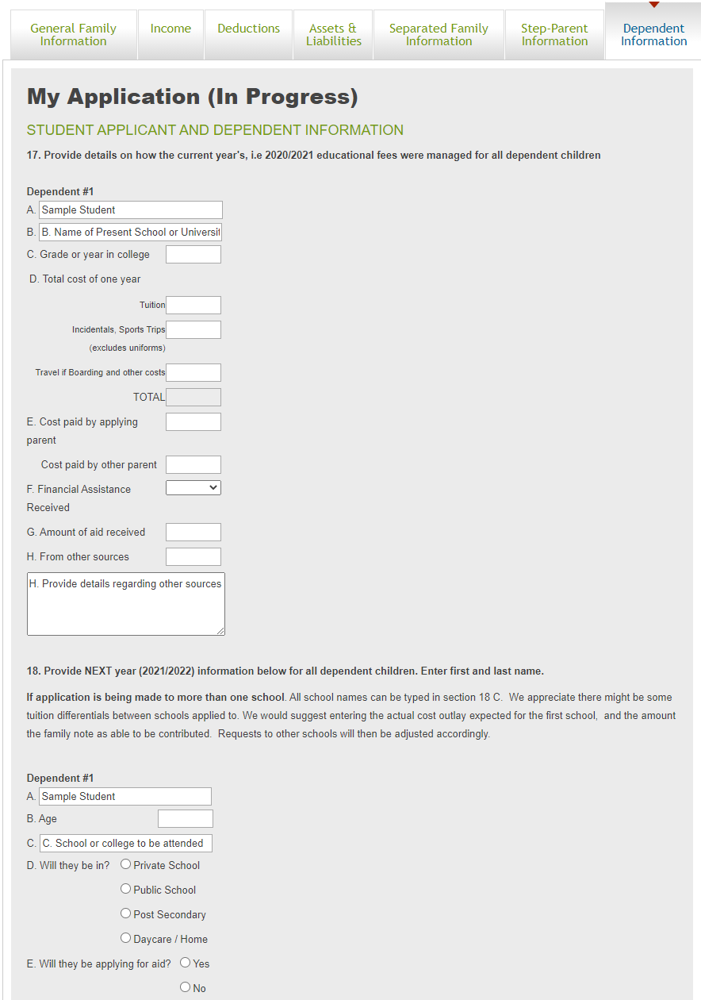 General Family
Information
Income
Deductions
Assets &
Liabilities
Separated Family
Information
Step-Parent
Information
Dependent
Information
My Application (In Progress)
STUDENT APPLICANT AND DEPENDENT INFORMATION
17. Provide details on how the current year's, i.e 2020/2021 educational fees were managed for all dependent children
Dependent #1
A. Sample Student
B. B. Name of Present School or Universit
C. Grade or year in college
D. Total cost of one year
Tuition
Incidentals, Sports Trips
(excludes uniforms)
Travel if Boarding and other costs
TOTAL
E. Cost paid by applying
parent
Cost paid by other parent
F. Financial Assistance
Received
G. Amount of aid received
H. From other sources
H. Provide details regarding other sources
18. Provide NEXT year (2021/2022) information below for all dependent children. Enter first and last name.
If application is being made to more than one school. All school names can be typed in section 18 C. We appreciate there might be some
tuition differentials between schools applied to. We would suggest entering the actual cost outlay expected for the first school, and the amount
the family note as able to be contributed. Requests to other schools will then be adjusted accordingly.
Dependent #1
A. Sample Student
B. Age
C. C. School or college to be attended
D. Will they be in? Private School
Public School
Post Secondary
Daycare / Home
E. Will they be applying for aid? Yes
No